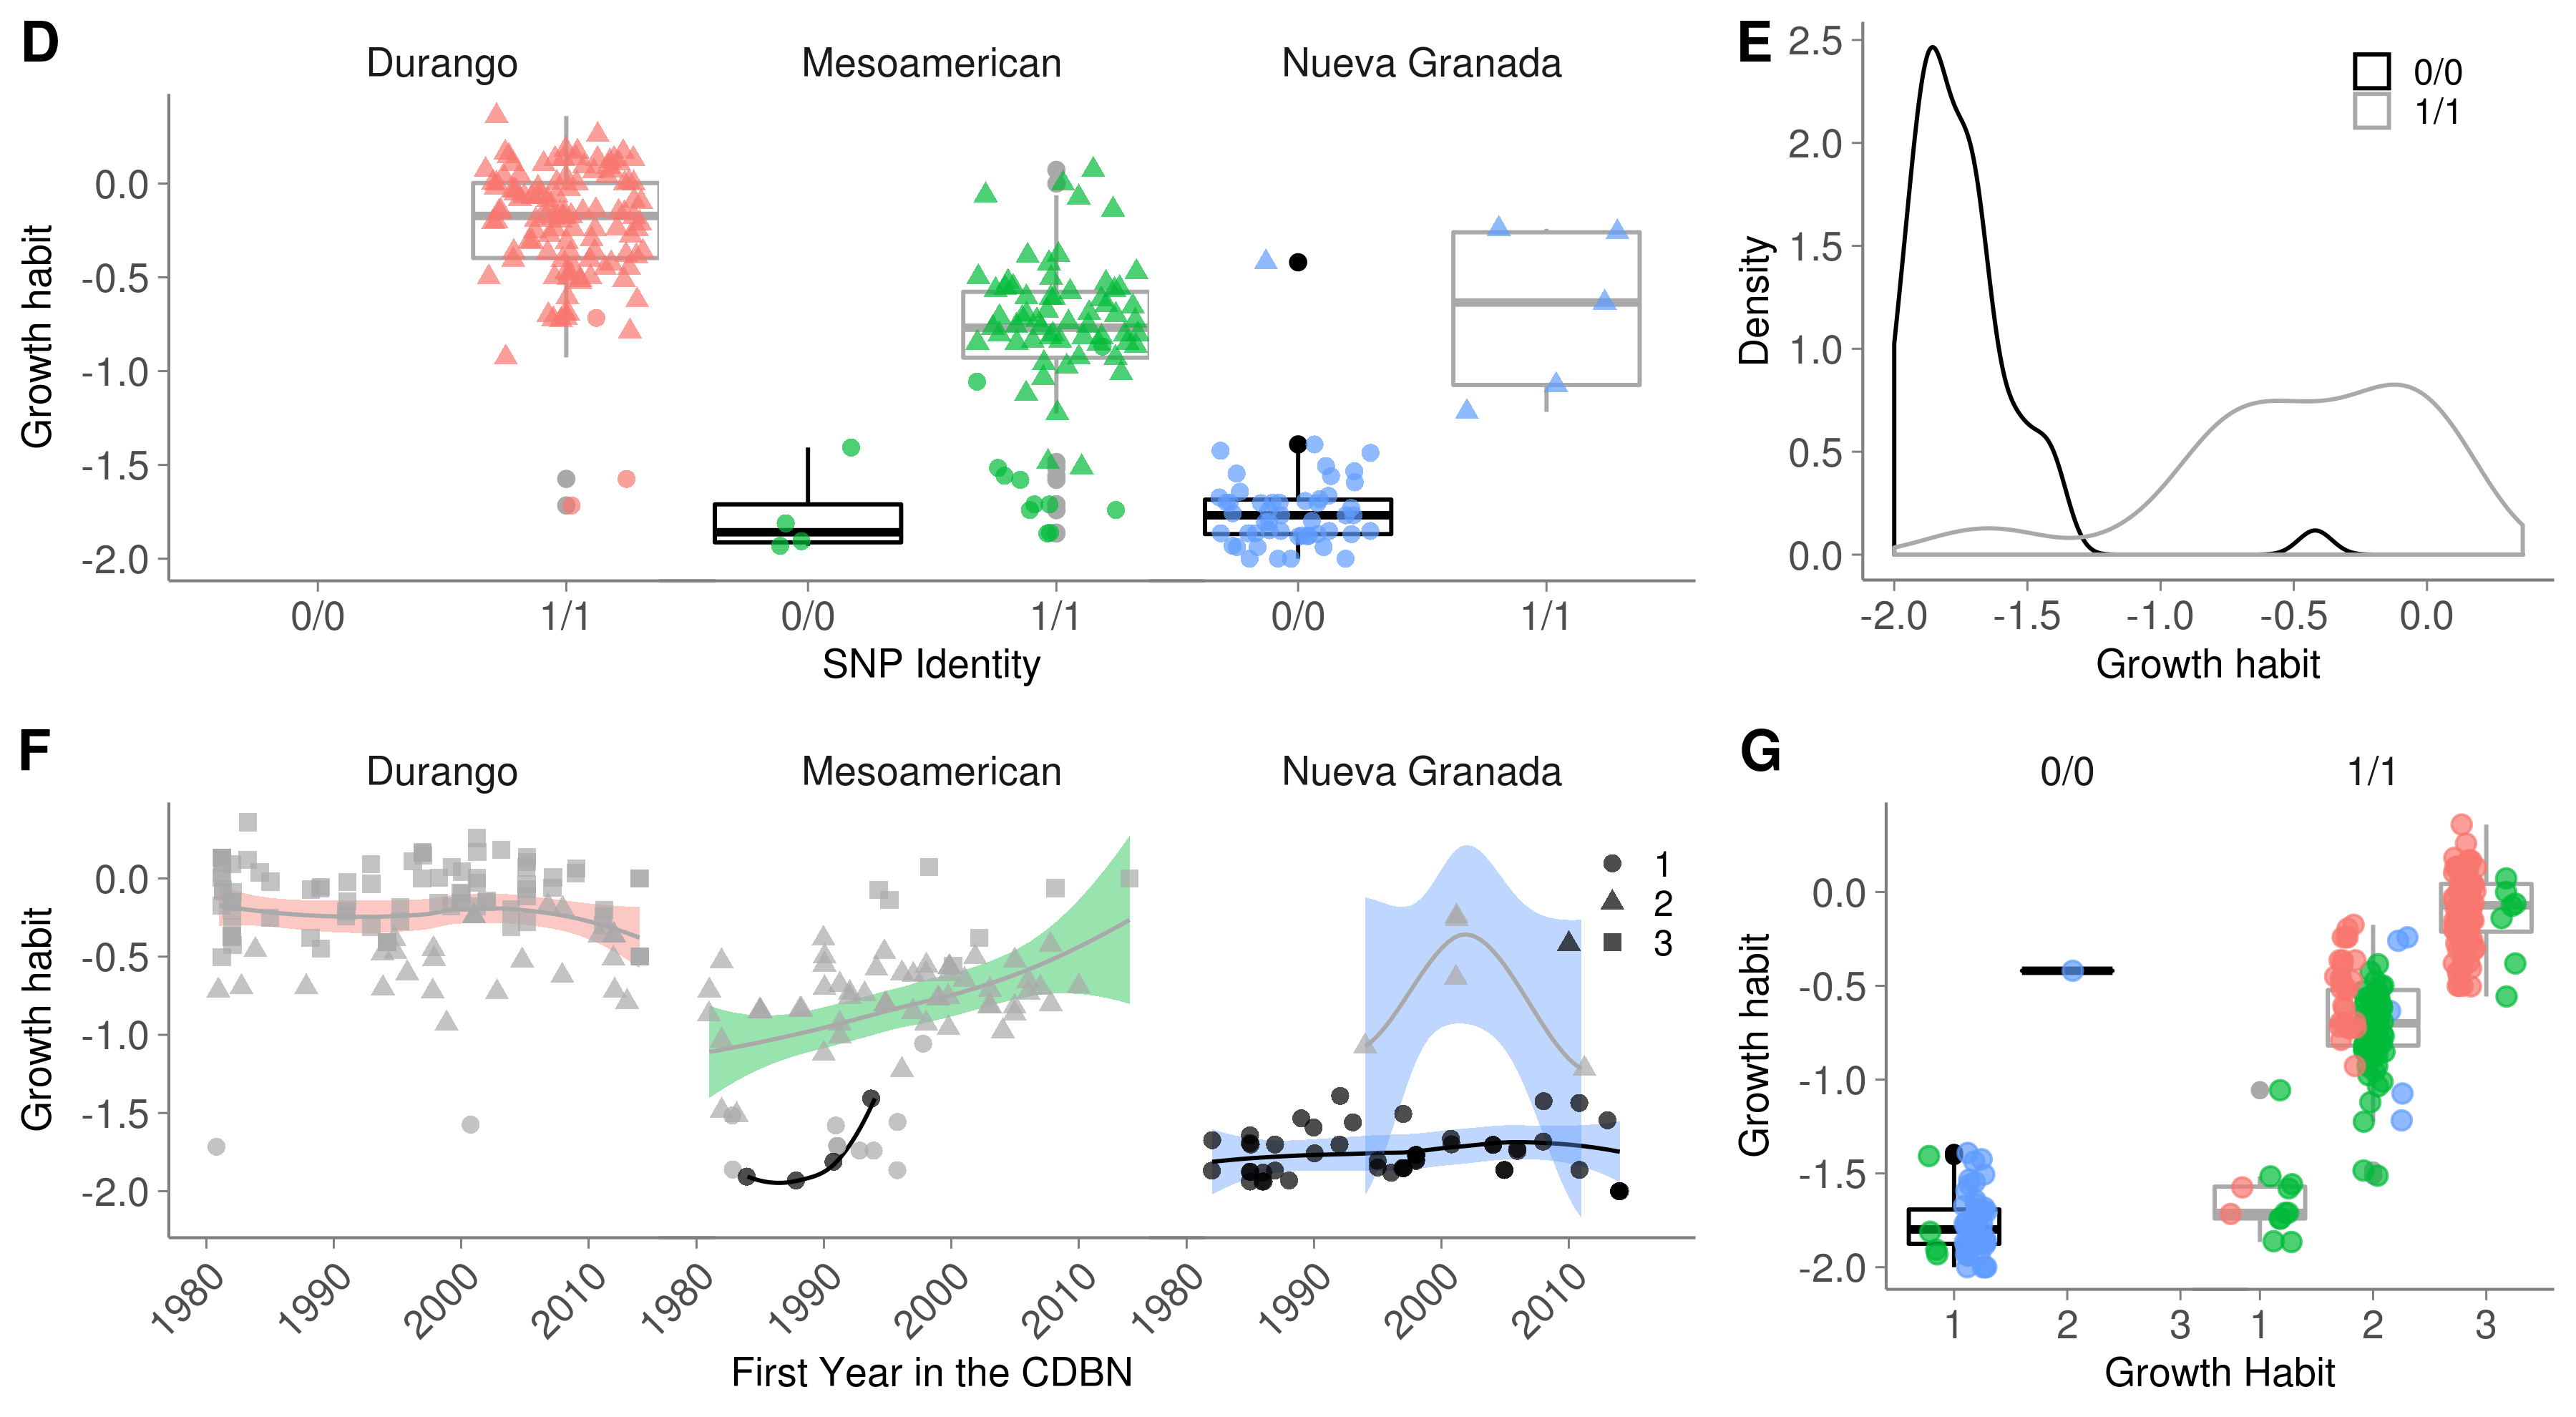 D
Durango Mesoamerican Nueva Granada
Growth habit
0.0
-0.5
-1.0
-1.5
-2.0
0/0 1/1 0/0 1/1 0/0 1/1
SNP Identity
E
Density
2.5
2.0
1.5
1.0
0.5
0.0
0/0
1/1
-2.0 -1.5 -1.0 -0.5 0.0
Growth habit
F
Durango Mesoamerican Nueva Granada
Growth habit
0.0
-0.5
-1.0
-1.5
-2.0
1
2
3
1980 1990 2000 2010 1980 1990 2000 2010 1980 1990 2000 2010
First Year in the CDBN
G
0/0 1/1
Growth habit
0.0
-0.5
-1.0
-1.5
-2.0
1 2 3 1 2 3
Growth Habit